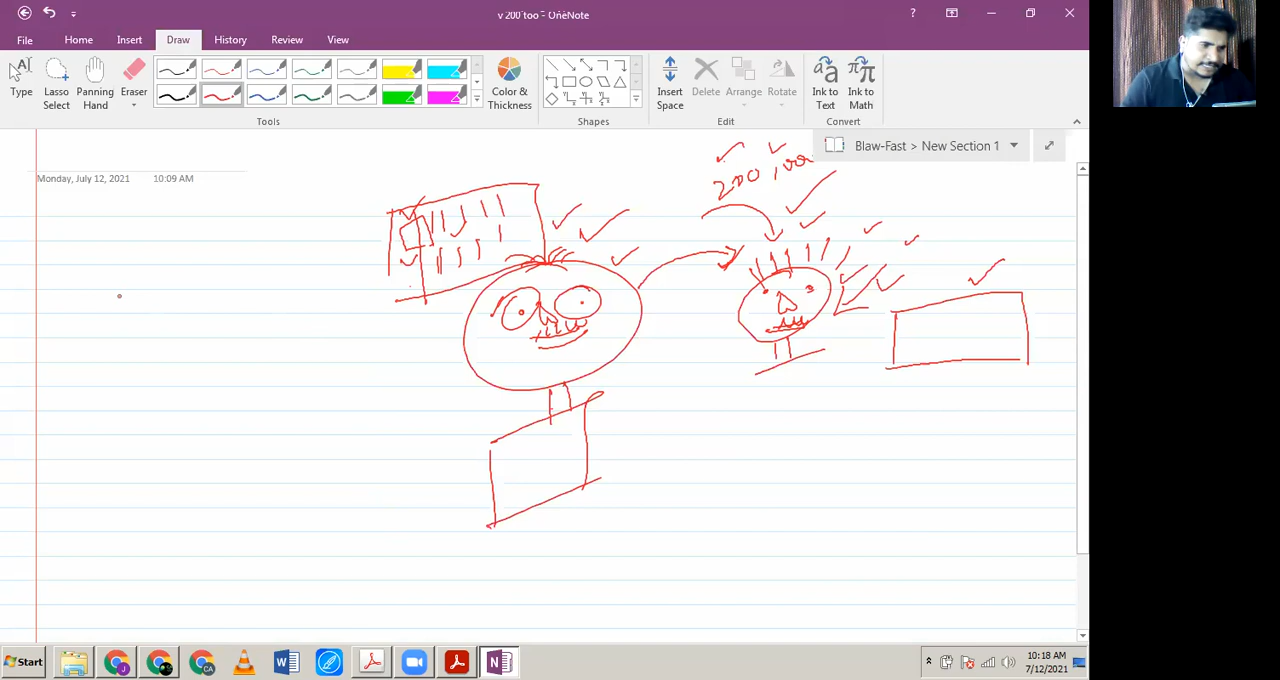 v 200 too - OneNote
?
File Home Insert Draw History Review View
Type
Lasso Select
Panning Hand
Eraser
Color & Thickness
Insert Space
Delete
Arrange
Rotate
Ink to Text
Ink to Math
Tools
Shapes
Edit
Convert
Blaw-Fast > New Section 1
Monday, July 12, 2021 10:09 AM
200
Start
10:18 AM
7/12/2021